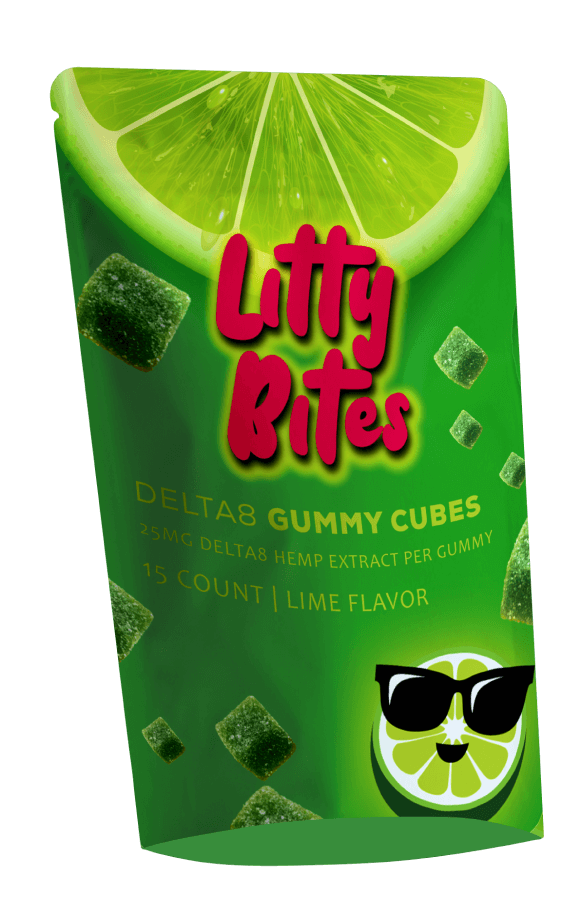 Litty
Bites
DELTA8 GUMMY CUBES
25MG DELTA8 HEMP EXTRACT PER GUMMY
15 COUNT | LIME FLAVOR